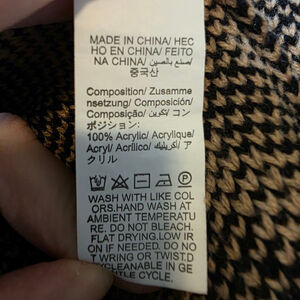 MADE IN CHINA/ HEC
HO EN CHINA/ FEITO
NA CHINA/ صنع بالصين/
중국산
Composition/ Zusamme
nsetzung/ Composición/
Composição/ تكوين/ コン
ポジション:
100% Acrylic/ Acrylique/
Acryl/ Acrílico/ أكريليك/ ア
クリル
WASH WITH LIKE COL
ORS.HAND WASH AT
AMBIENT TEMPERATU
RE. DO NOT BLEACH.
FLAT DRYING.LOW IR
ON IF NEEDED. DO NO
T WRING OR TWIST.D
RYCLEANABLE IN GE
NTLE CYCLE.